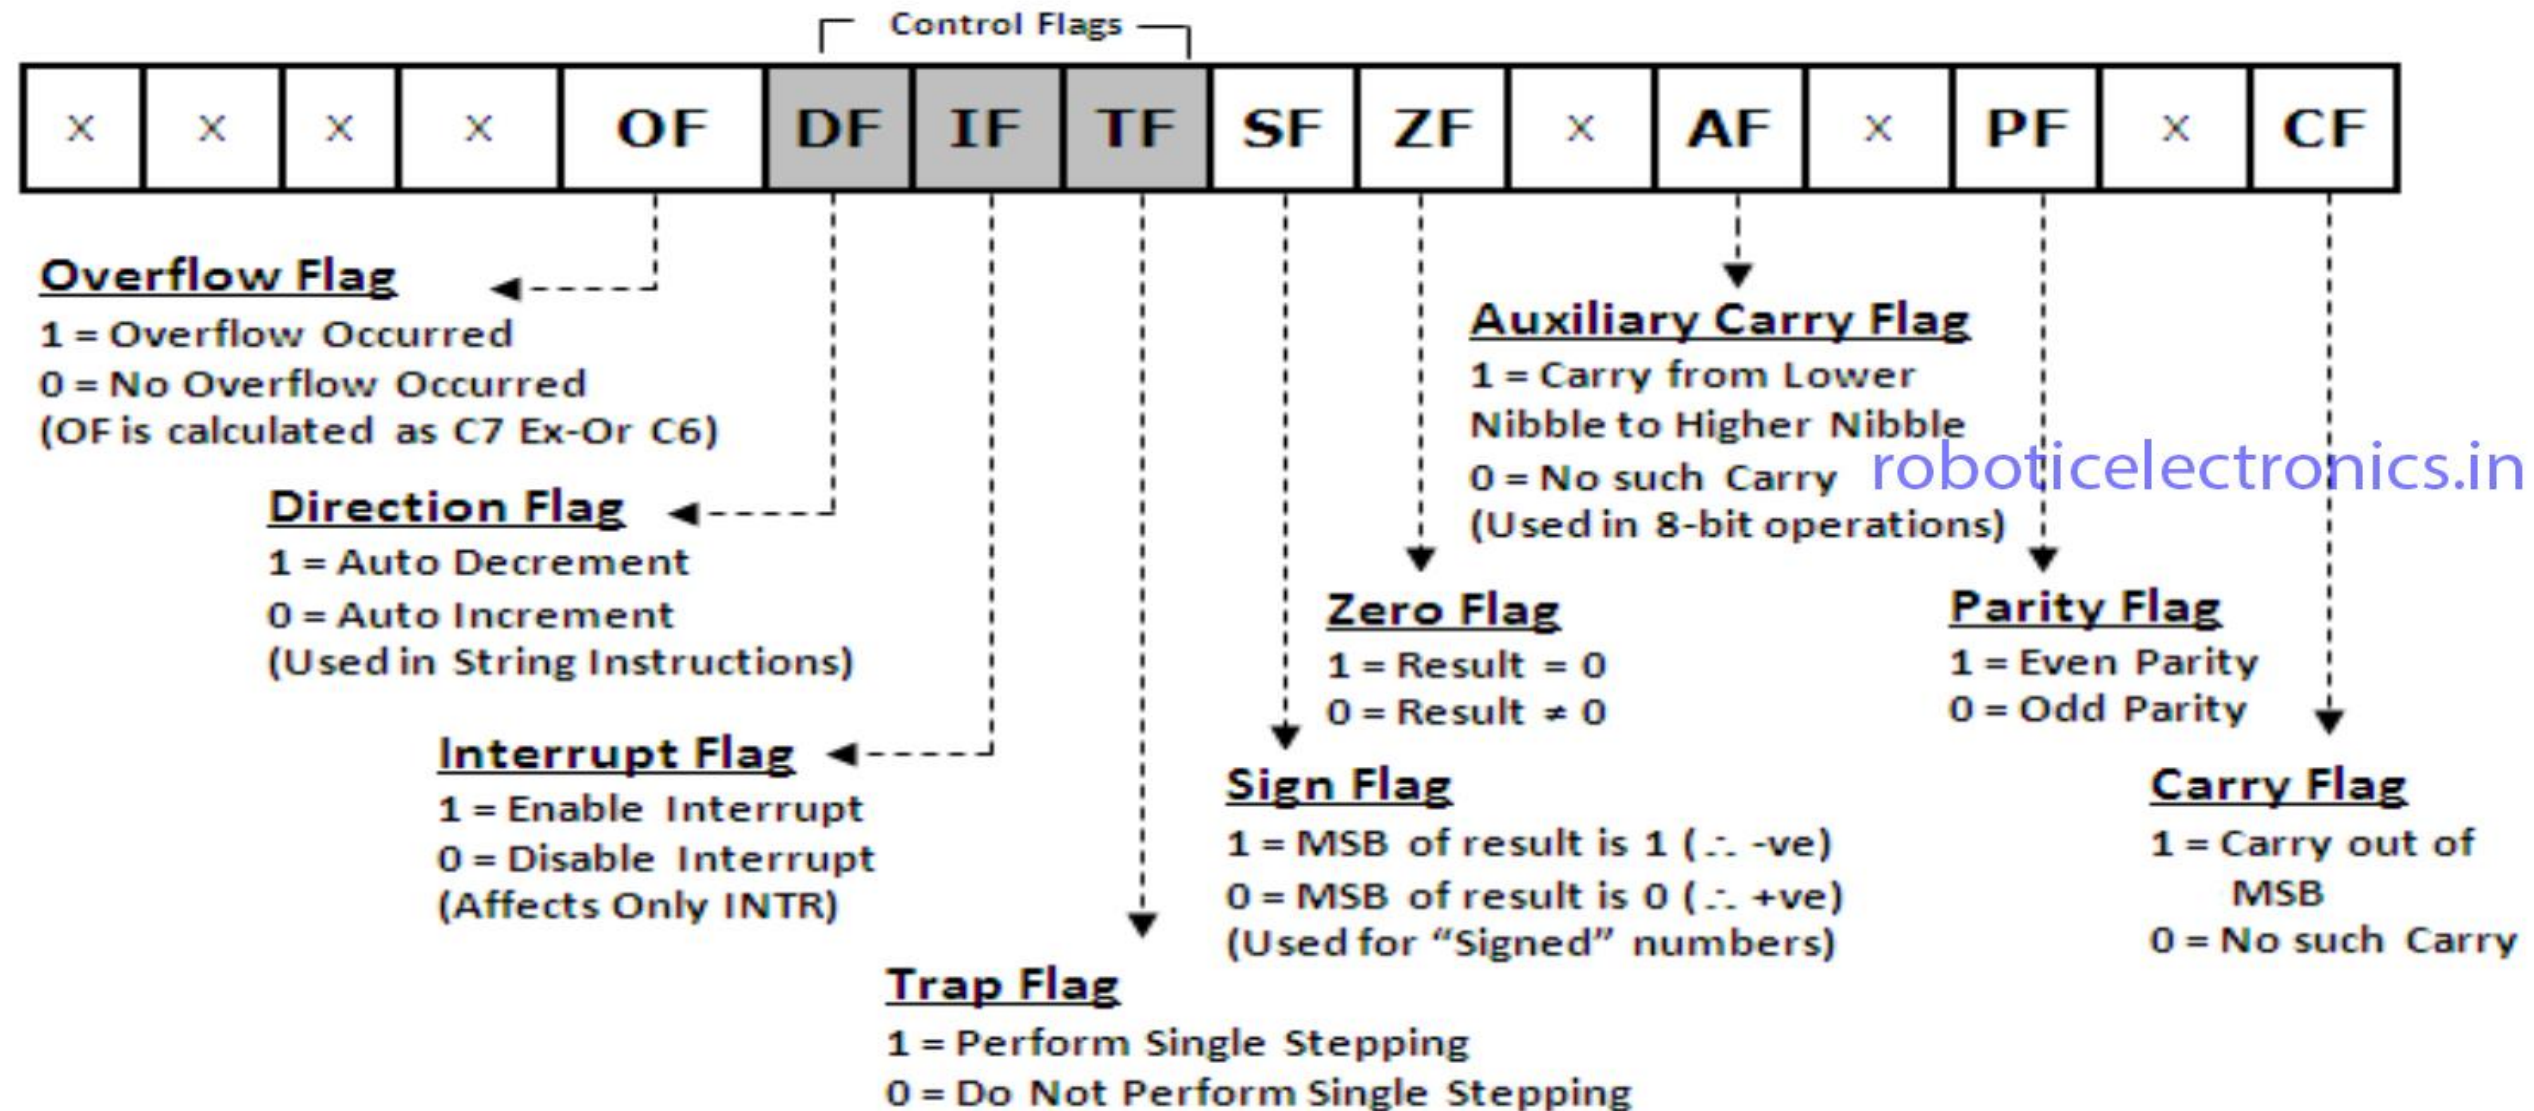 Control Flags
x x x x OF DF IF TF SF ZF x AF x PF x CF
Overflow Flag
1 = Overflow Occurred
0 = No Overflow Occurred
(OF is calculated as C7 Ex-Or C6)
Direction Flag
1 = Auto Decrement
0 = Auto Increment
(Used in String Instructions)
Interrupt Flag
1 = Enable Interrupt
0 = Disable Interrupt
(Affects Only INTR)
Trap Flag
1 = Perform Single Stepping
0 = Do Not Perform Single Stepping
Sign Flag
1 = MSB of result is 1 (∴ -ve)
0 = MSB of result is 0 (∴ +ve)
(Used for “Signed” numbers)
Zero Flag
1 = Result = 0
0 = Result ≠ 0
Auxiliary Carry Flag
1 = Carry from Lower
Nibble to Higher Nibble
0 = No such Carry
(Used in 8-bit operations)
roboticelectronics.in
Parity Flag
1 = Even Parity
0 = Odd Parity
Carry Flag
1 = Carry out of
MSB
0 = No such Carry